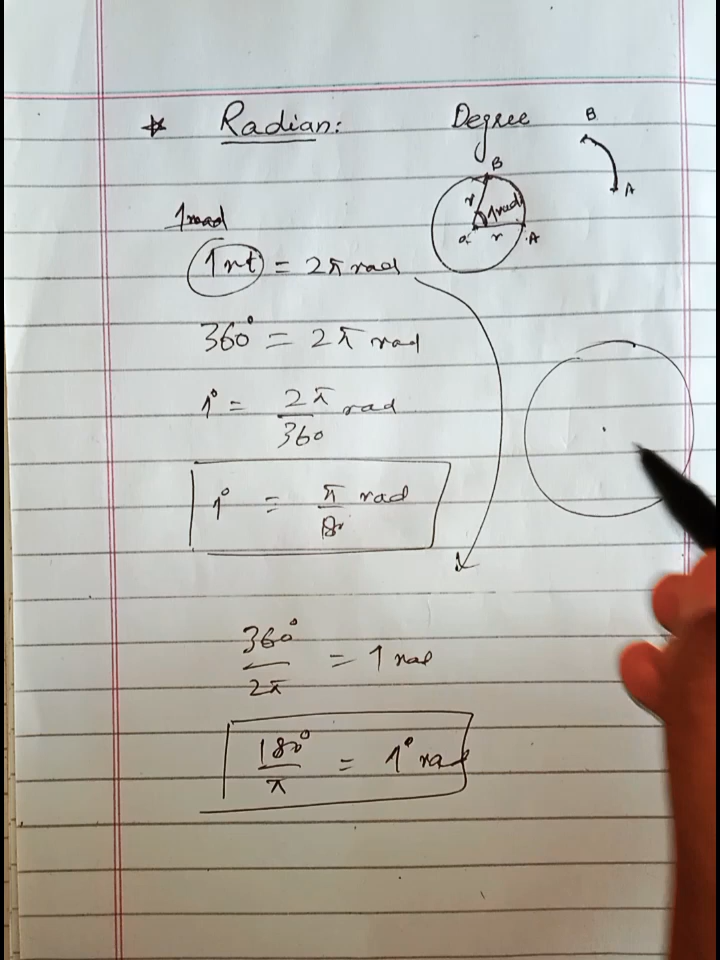 * Radian: Degree
B
A
B
r 1 rad
O r A
1 rad
1 rt = 2π rad
360° = 2π rad
1° = 2π/360 rad
1° = π/180 rad
360°/2π = 1 rad
180°/π = 1° rad